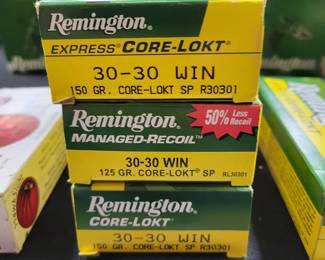 Remington.
EXPRESS® CORE-LOKT®
30-30 WIN
150 GR. CORE-LOKT SP R30301
Remington
50% Less Recoil
MANAGED-RECOIL™
30-30 WIN
125 GR. CORE-LOKT® SP RL30301
Remington
CORE-LOKT®
30-30 WIN
150 GR. CORE-LOKT SP R30301